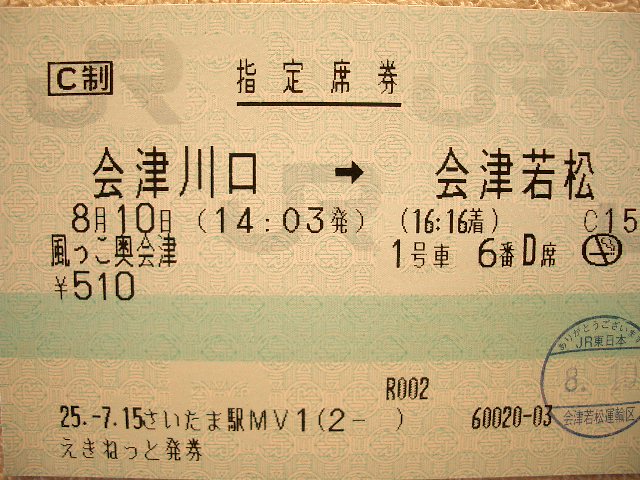 C制
指定席券
会津川口 → 会津若松
8月10日 (14:03発) (16:16着) C15
風っこ奥会津 1号車 6番D席
¥510
ありがとうございます
JR東日本
8.
会津若松運輸区
R002
25.-7.15さいたま駅MV1(2- ) 60020-03
えきねっと発券